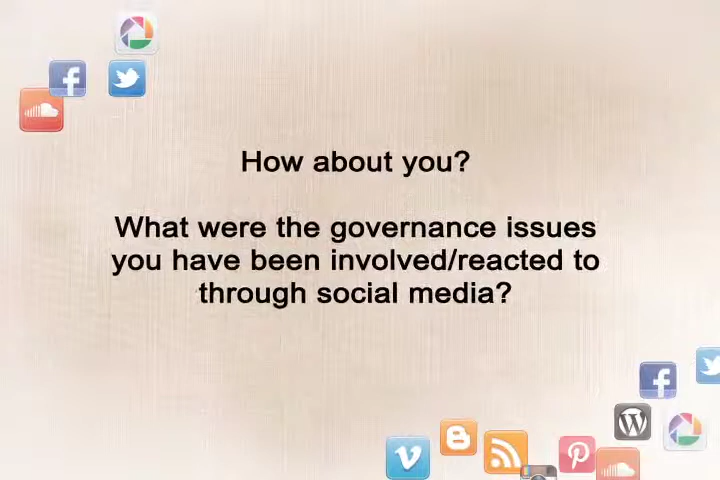 How about you?
What were the governance issues
you have been involved/reacted to
through social media?